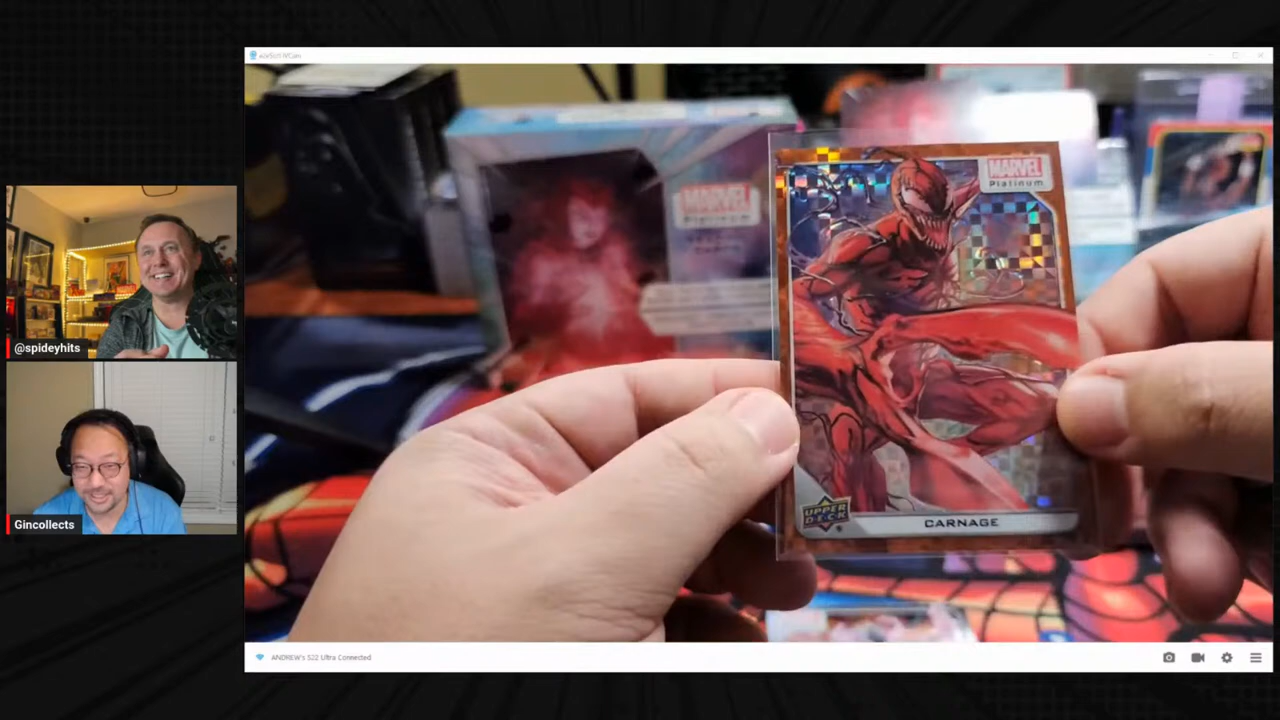 @spideyhits
Gincollects
MARVEL
Platinum
MARVEL
Platinum
UPPER
DECK
CARNAGE
ANDREW's S22 Ultra Connected